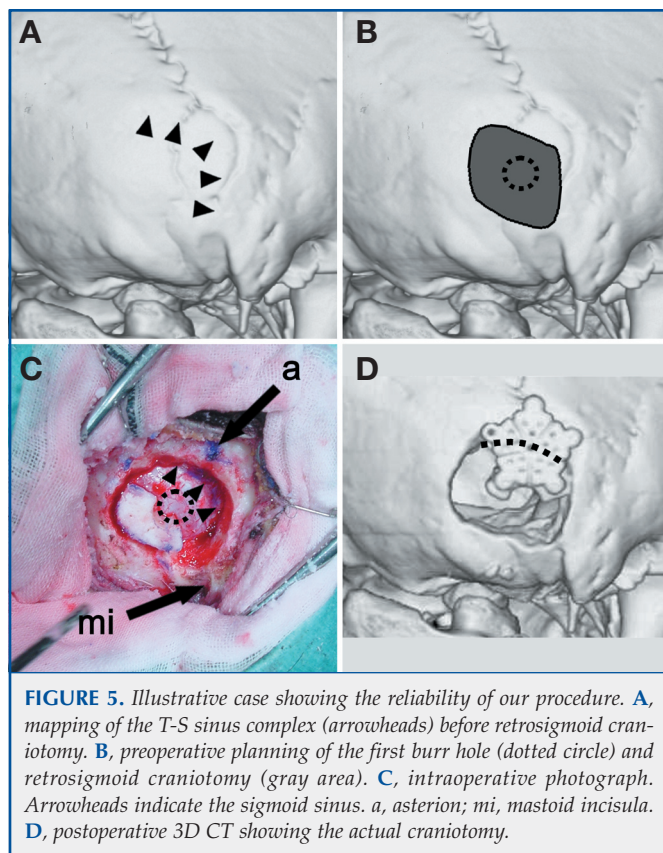 A
B
C
a
mi
D
FIGURE 5. Illustrative case showing the reliability of our procedure. A,
mapping of the T-S sinus complex (arrowheads) before retrosigmoid cran-
iotomy. B, preoperative planning of the first burr hole (dotted circle) and
retrosigmoid craniotomy (gray area). C, intraoperative photograph.
Arrowheads indicate the sigmoid sinus. a, asterion; mi, mastoid incisula.
D, postoperative 3D CT showing the actual craniotomy.